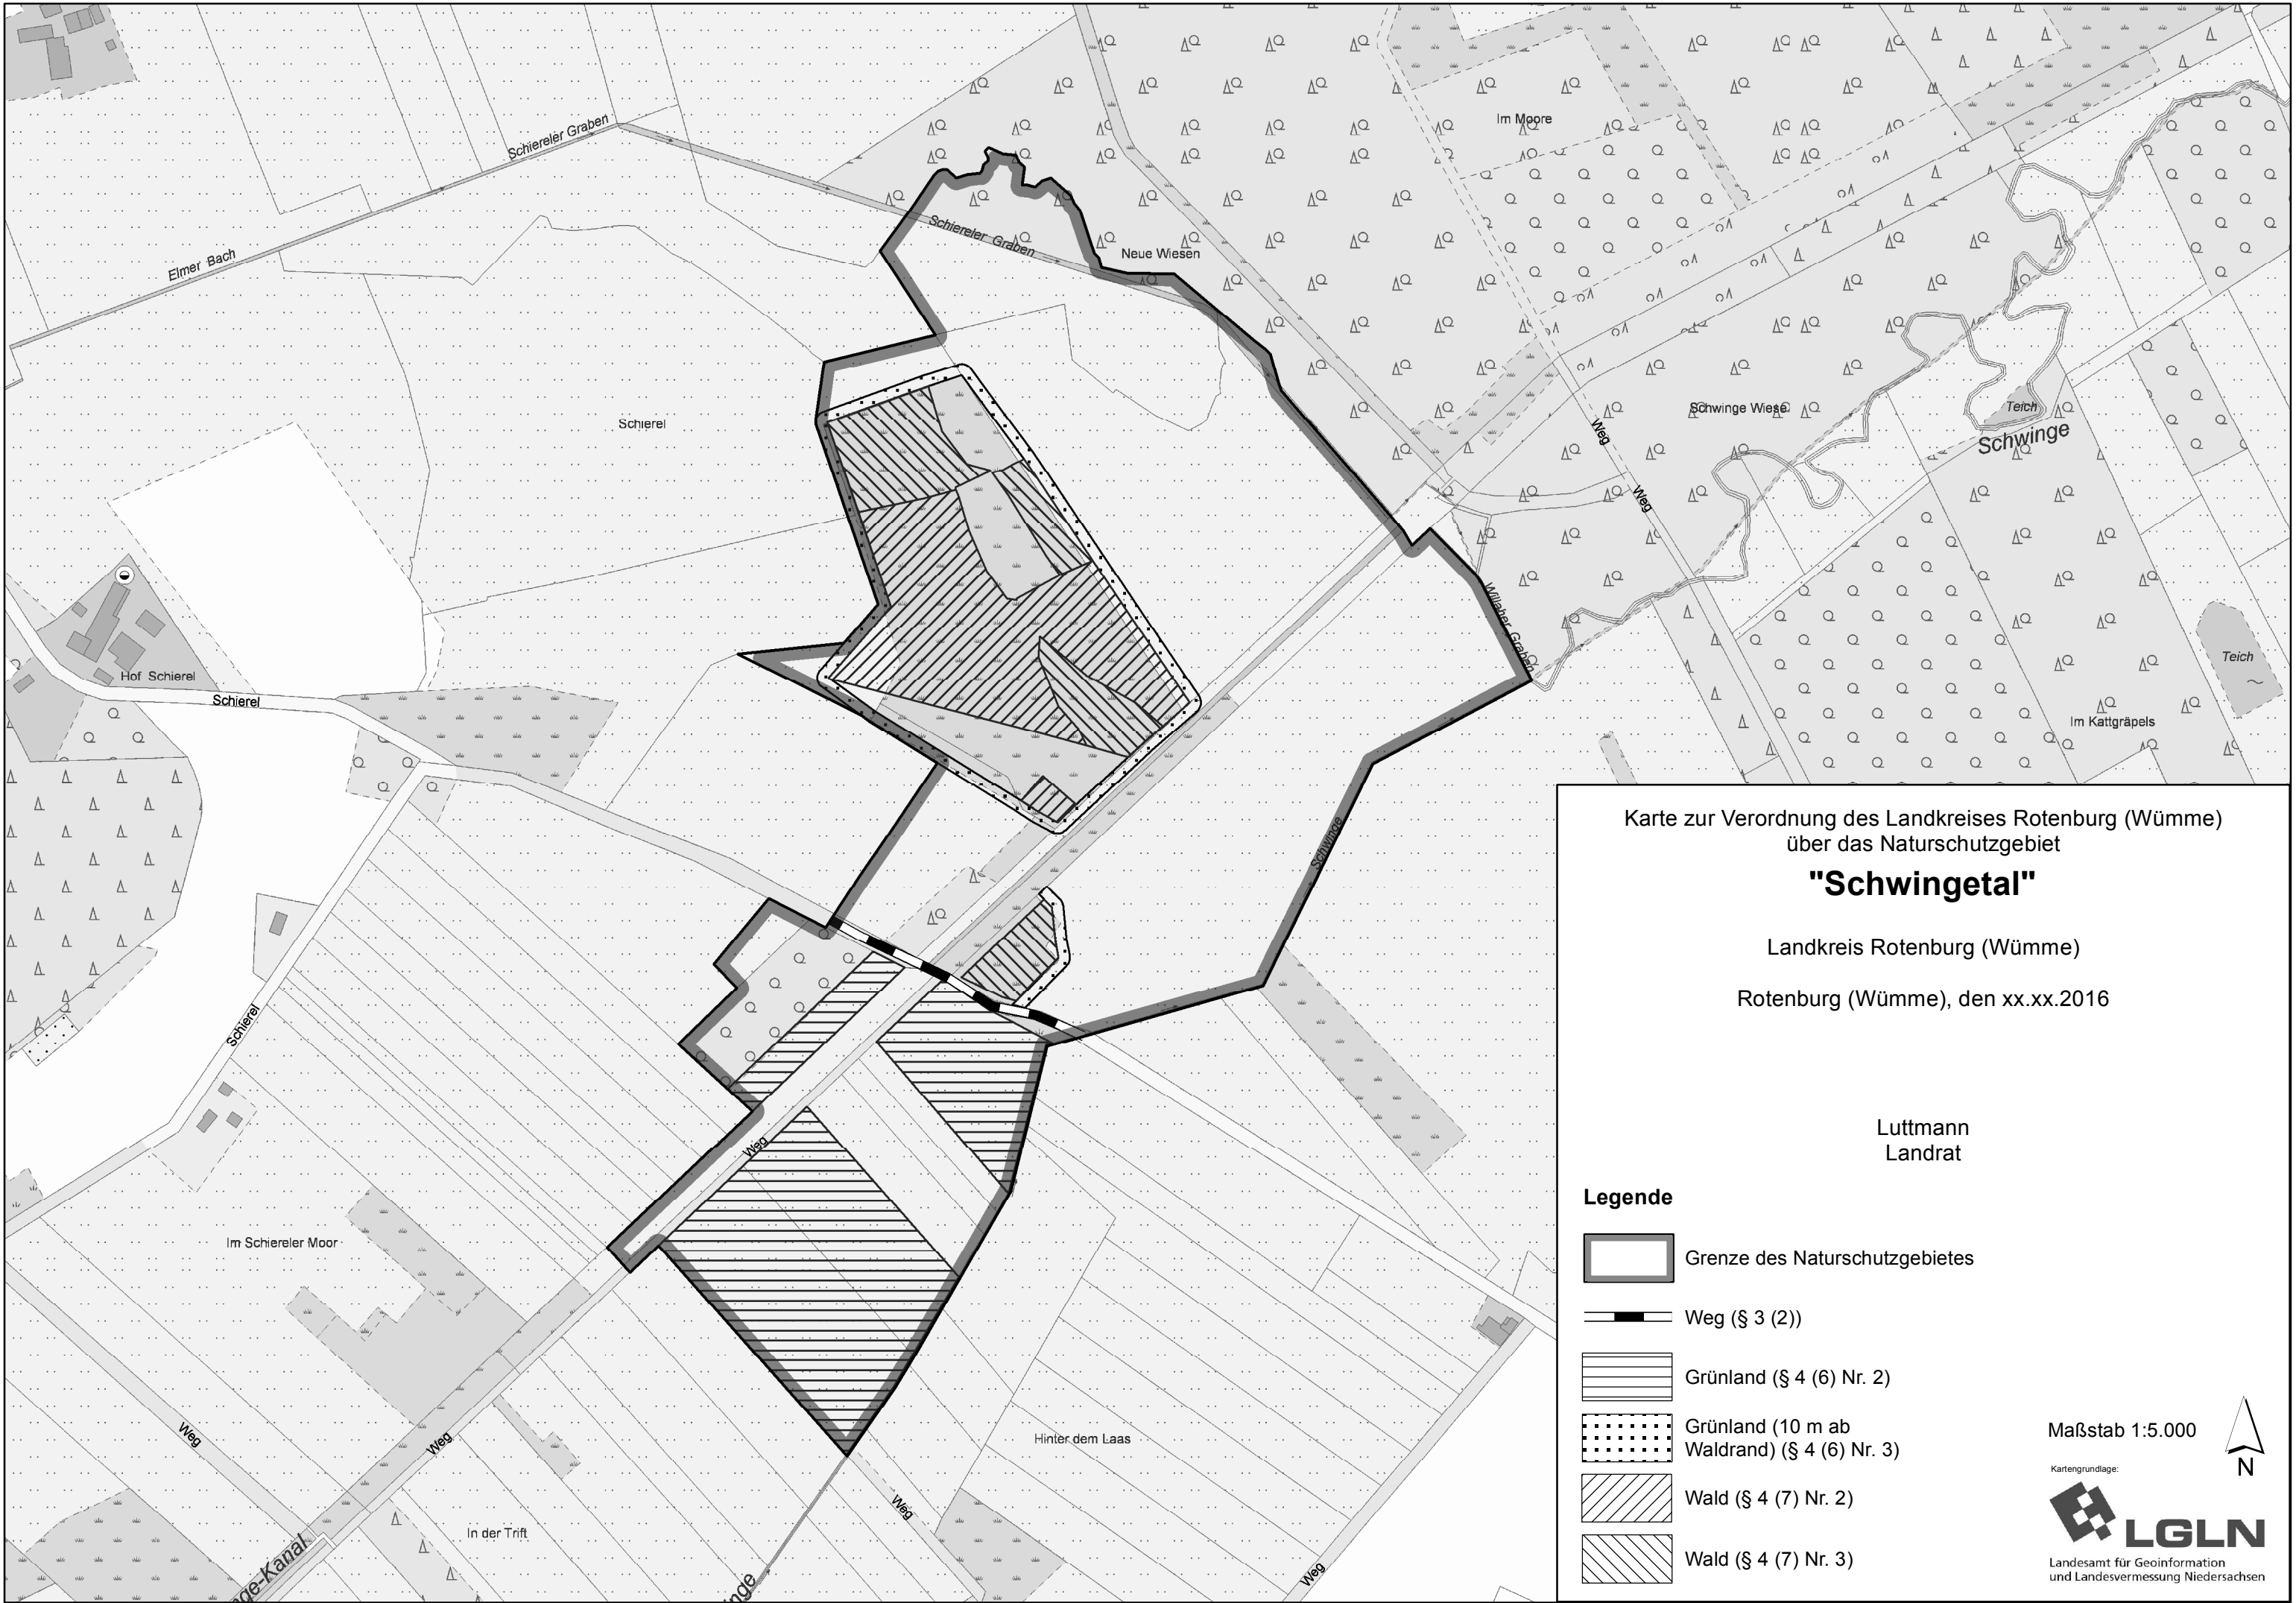 Schiereler Graben
Elmer Bach
Schiereler Graben
Neue Wiesen
Im Moore
Schierel
Schwinge Wiese
Weg
Weg
Teich
Schwinge
Willaher Graben
Teich
Im Kattgräpels
Hof Schierel
Schierel
Schwinge
Schierel
Weg
Im Schiereler Moor
Weg
Weg
Hinter dem Laas
In der Trift
Weg
Weg
nge-Kanal
inge
Karte zur Verordnung des Landkreises Rotenburg (Wümme)
über das Naturschutzgebiet
"Schwingetal"
Landkreis Rotenburg (Wümme)
Rotenburg (Wümme), den xx.xx.2016
Luttmann
Landrat
Legende
Grenze des Naturschutzgebietes
Weg (§ 3 (2))
Grünland (§ 4 (6) Nr. 2)
Grünland (10 m ab
Waldrand) (§ 4 (6) Nr. 3)
Wald (§ 4 (7) Nr. 2)
Wald (§ 4 (7) Nr. 3)
Maßstab 1:5.000
N
Kartengrundlage:
LGLN
Landesamt für Geoinformation
und Landesvermessung Niedersachsen